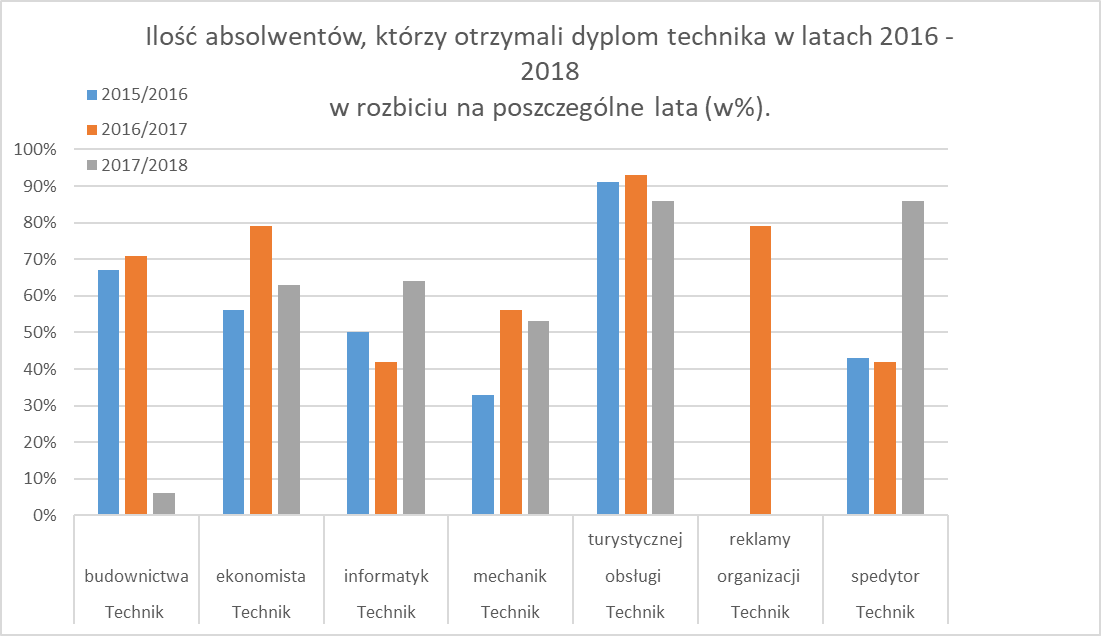 Ilość absolwentów, którzy otrzymali dyplom technika w latach 2016 -
2018
w rozbiciu na poszczególne lata (w%).
2015/2016
2016/2017
2017/2018
100%
90%
80%
70%
60%
50%
40%
30%
20%
10%
0%
budownictwa
Technik
ekonomista
Technik
informatyk
Technik
mechanik
Technik
turystycznej
obsługi
Technik
reklamy
organizacji
Technik
spedytor
Technik